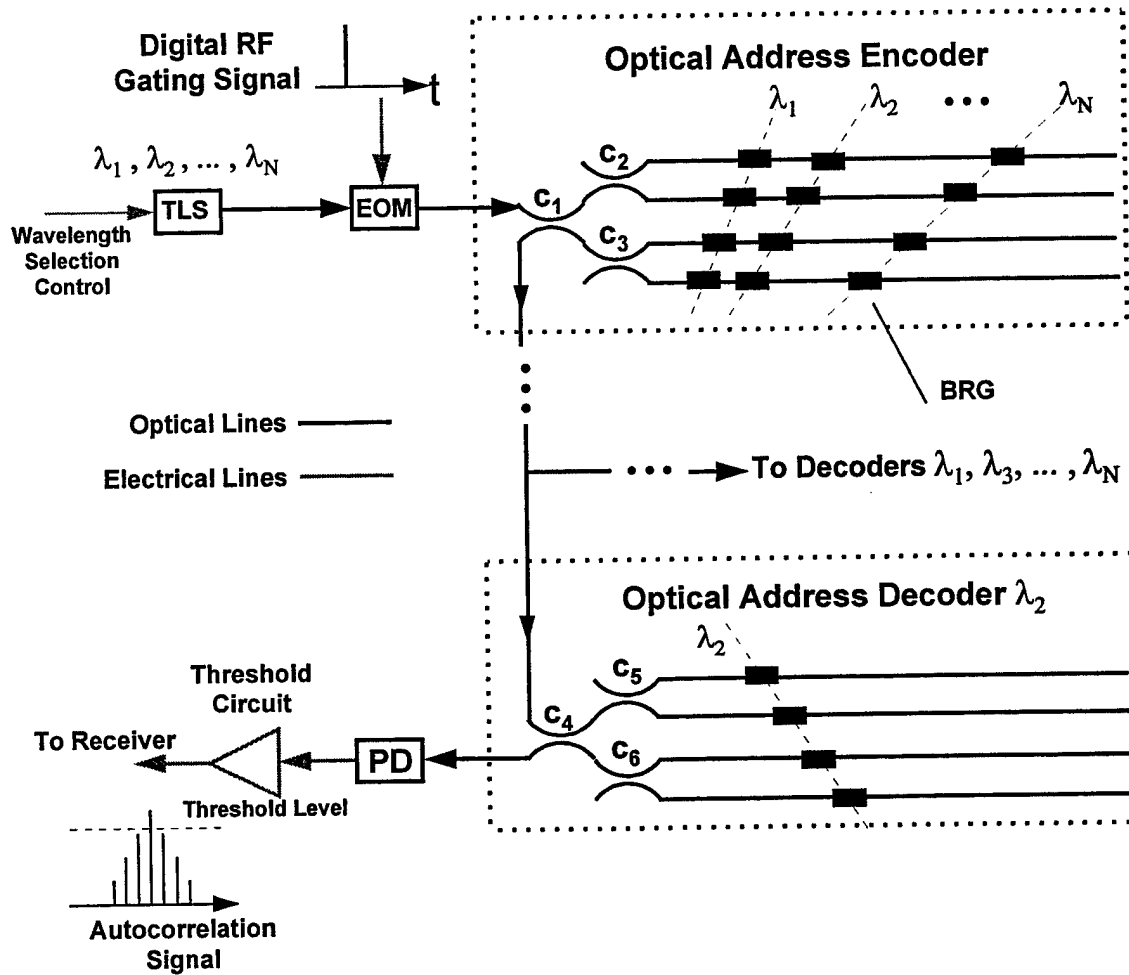 Digital RF
Gating Signal
t
Optical Address Encoder
λ1
λ2
•••
λN
λ1 , λ2 , ... , λN
C2
C1
TLS
EOM
C3
Wavelength
Selection
Control
BRG
Optical Lines
Electrical Lines
••• To Decoders λ1, λ3, ... , λN
Optical Address Decoder λ2
λ2
C5
Threshold
Circuit
C4
To Receiver
PD
C6
Threshold Level
Autocorrelation
Signal